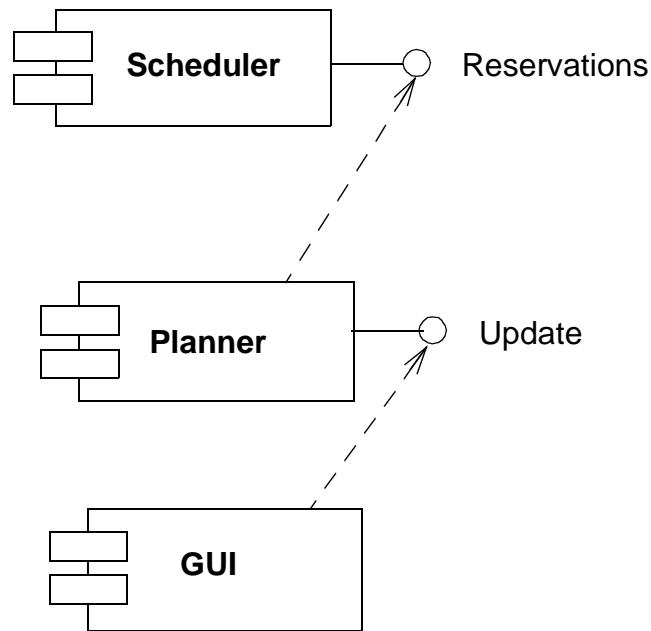 Scheduler
Reservations
Planner
Update
GUI